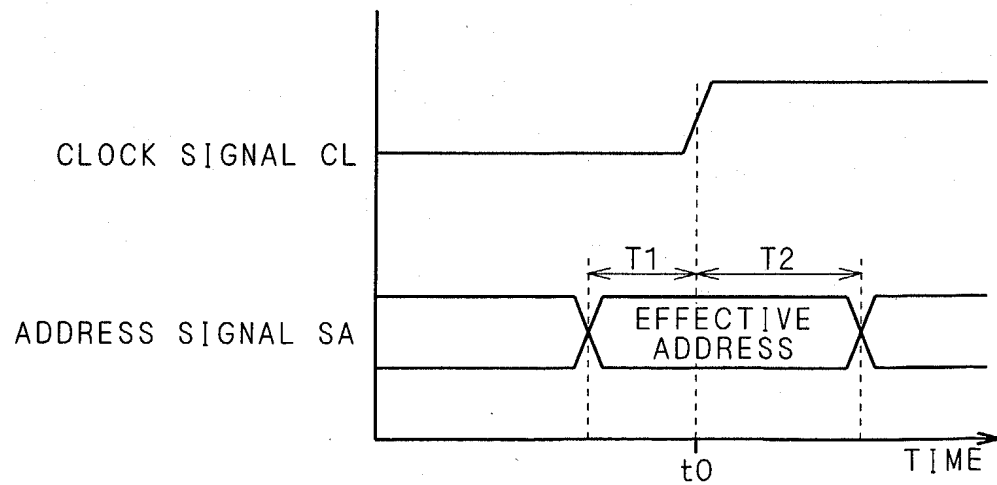 CLOCK SIGNAL CL
T1
T2
ADDRESS SIGNAL SA
EFFECTIVE
ADDRESS
t0
TIME